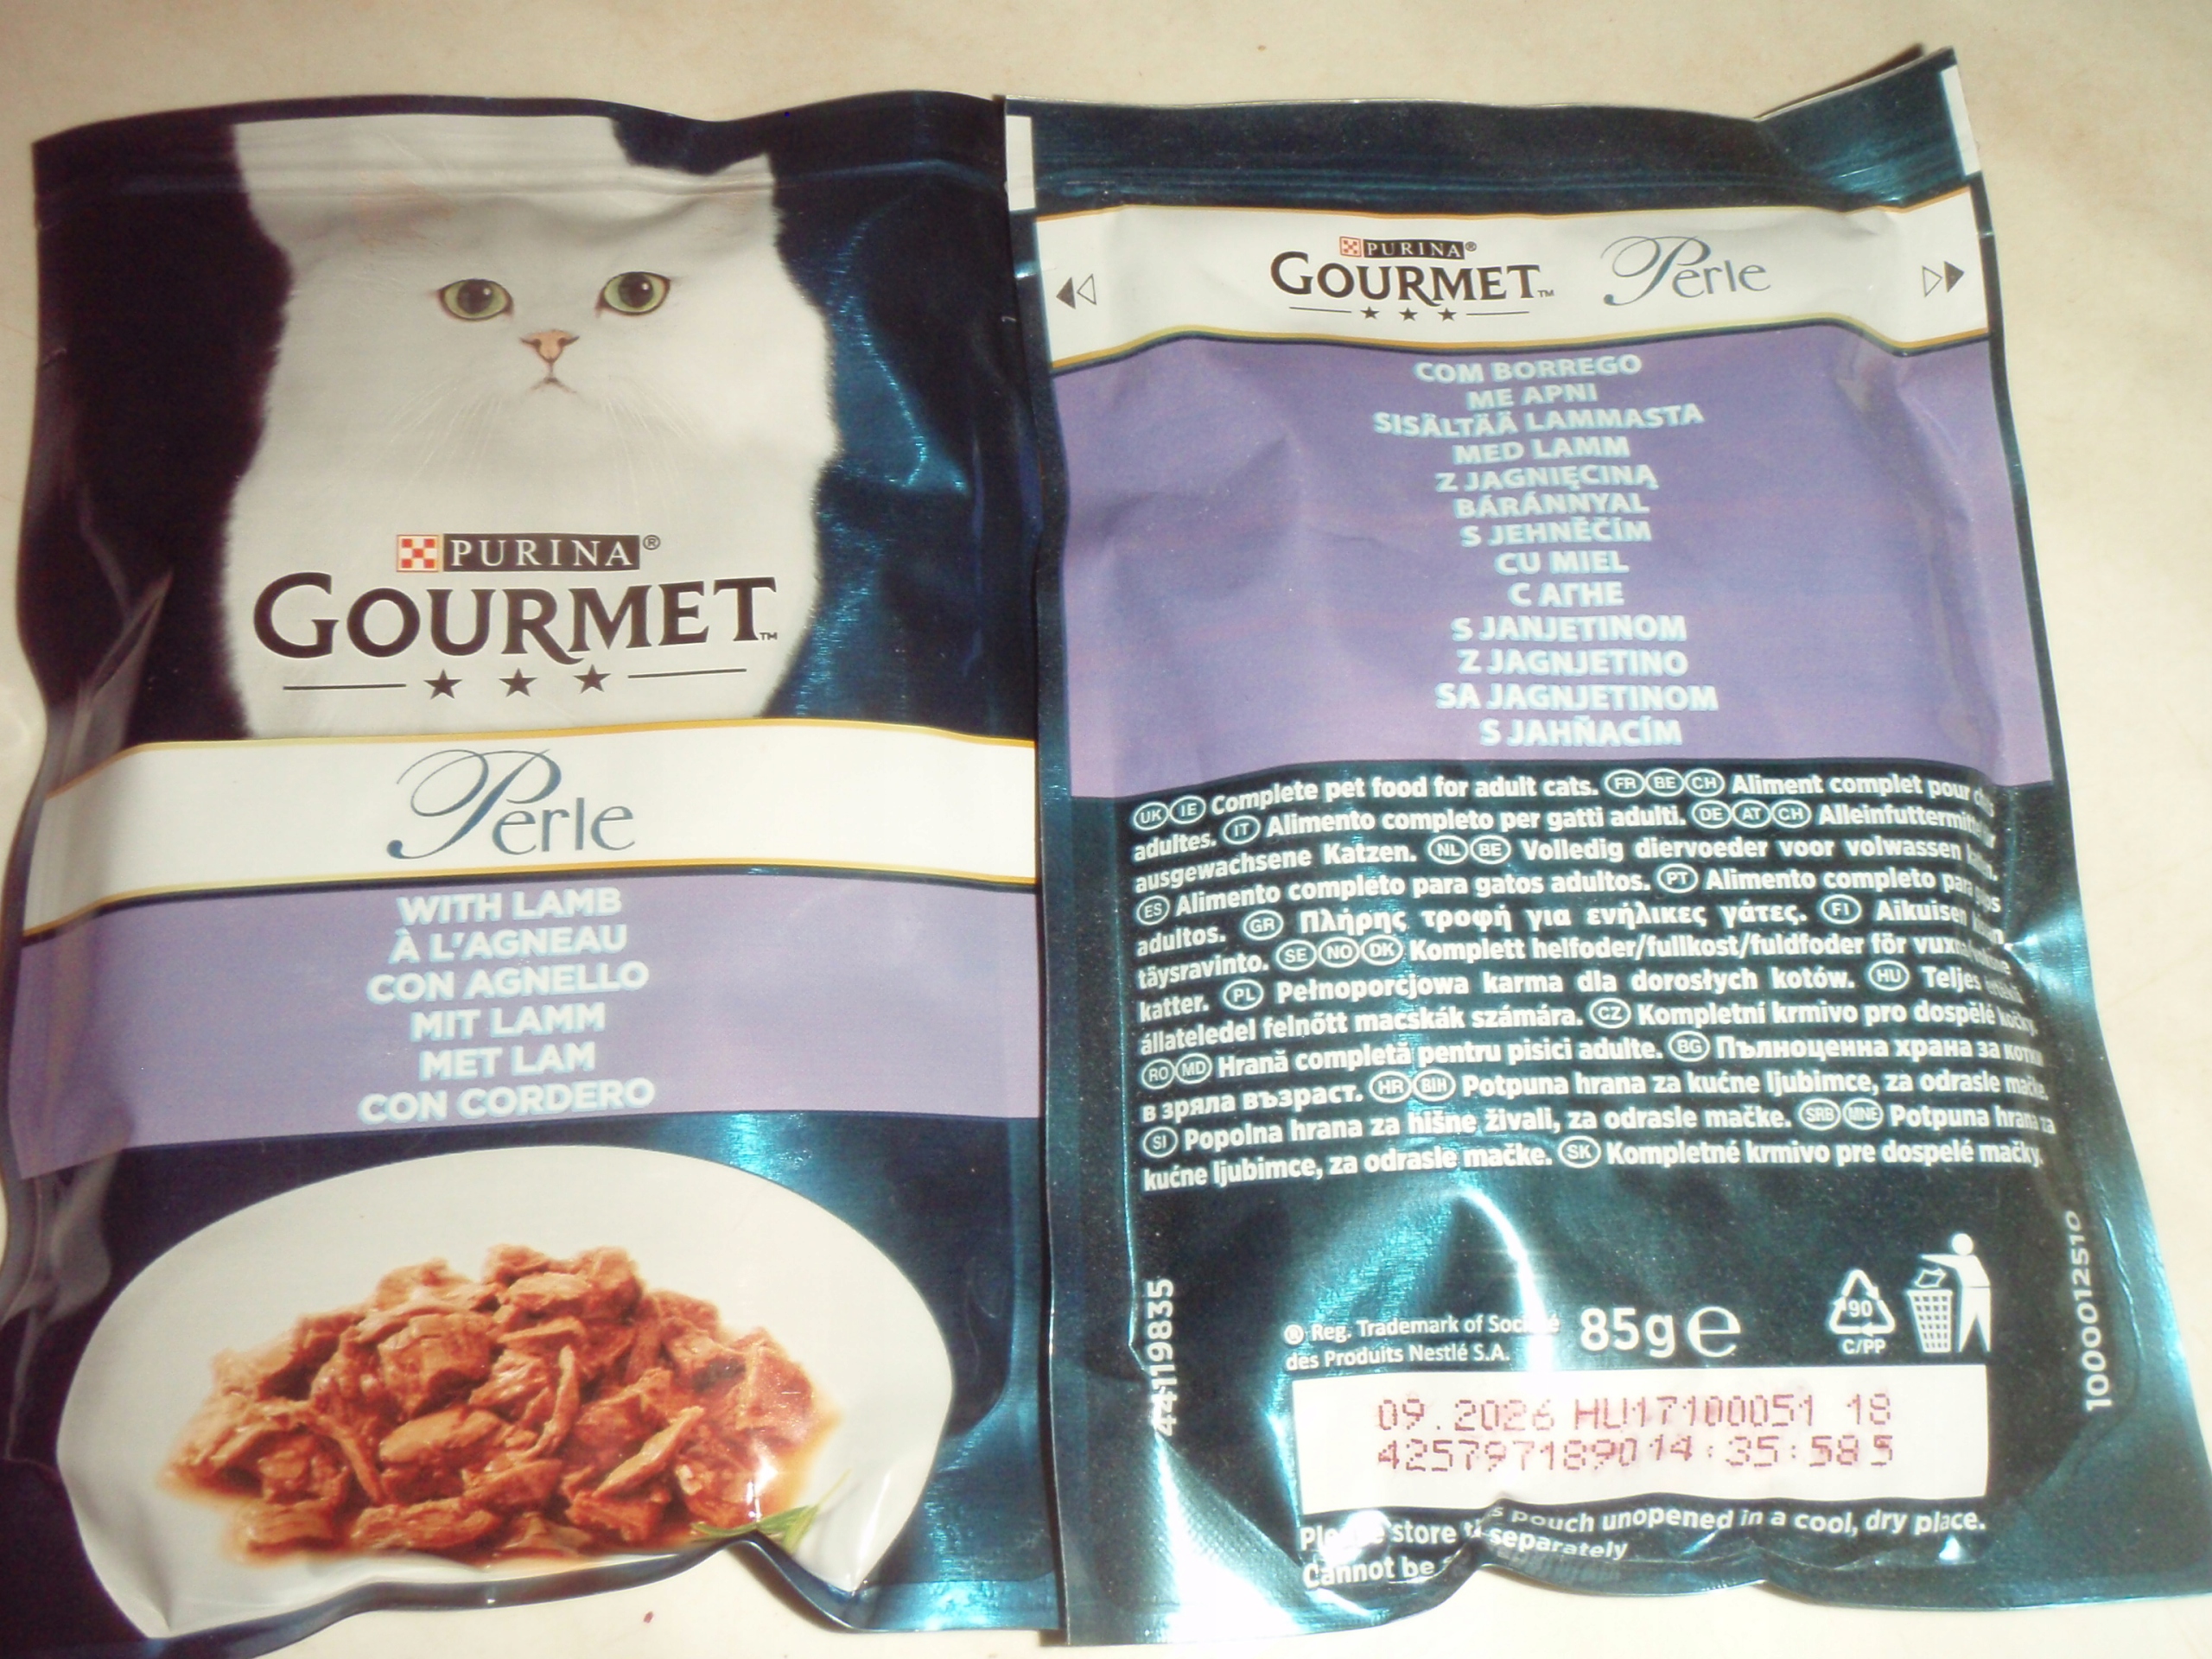 PURINA®
GOURMET™
Perle
WITH LAMB
À L'AGNEAU
CON AGNELLO
MIT LAMM
MET LAM
CON CORDERO
PURINA®
GOURMET™ Perle
COM BORREGO
ΜΕ ΑΡΝΙ
SISÄLTÄÄ LAMMASTA
MED LAMM
Z JAGNIĘCINĄ
BÁRÁNNYAL
S JEHNĚČÍM
CU MIEL
С АГНЕ
S JANJETINOM
Z JAGNJETINO
SA JAGNJETINOM
S JAHŇACÍM
UK IE Complete pet food for adult cats. FR BE CH Aliment complet pour
adultes. IT Alimento completo per gatti adulti. DE AT CH
ausgewachsene Katzen. NL BE Volledig diervoeder voor volwassen
ES Alimento completo para gatos adultos. PT Alimento completo para
adultos. GR Πλήρης τροφή για ενήλικες γάτες. FI Aikuisen
täysravinto. SE NO DK Komplett helfoder/fullkost/fuldfoder för
katter. PL Pełnoporcjowa karma dla dorosłych kotów. HU Teljes
állateledel felnőtt macskák számára. CZ Kompletní krmivo pro dospělé kočky.
RO MD Hrană completă pentru pisici adulte. BG Пълноценна храна за котки
в зряла възраст. HR BIH Potpuna hrana za kućne ljubimce, za odrasle mačke.
SI Popolna hrana za hišne živali, za odrasle mačke. SRB MNE Potpuna hrana za
kućne ljubimce, za odrasle mačke. SK Kompletné krmivo pre dospelé mačky.
44119835
® Reg. Trademark of
des Produits Nestlé S.A.
85g e
90
C/PP
1000012510
09.2026 HU17100051 18
4257971890 14:35:58 5
store pouch unopened in a cool, dry place.
Cannot be separately